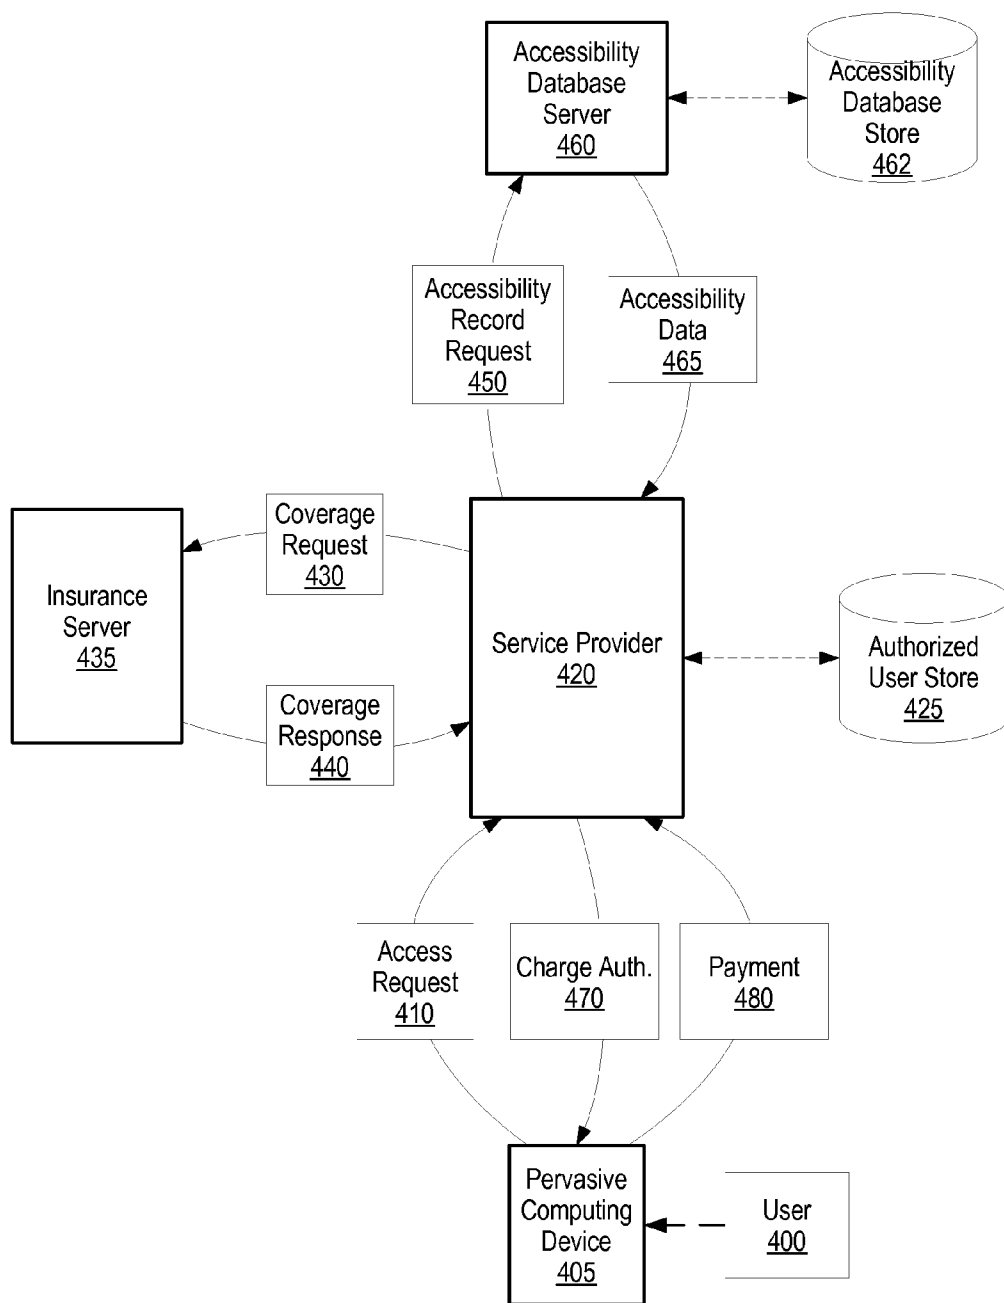 Accessibility
Database
Server
460
Accessibility
Database
Store
462
Accessibility
Record
Request
450
Accessibility
Data
465
Coverage
Request
430
Insurance
Server
435
Service Provider
420
Authorized
User Store
425
Coverage
Response
440
Access
Request
410
Charge Auth.
470
Payment
480
Pervasive
Computing
Device
405
User
400